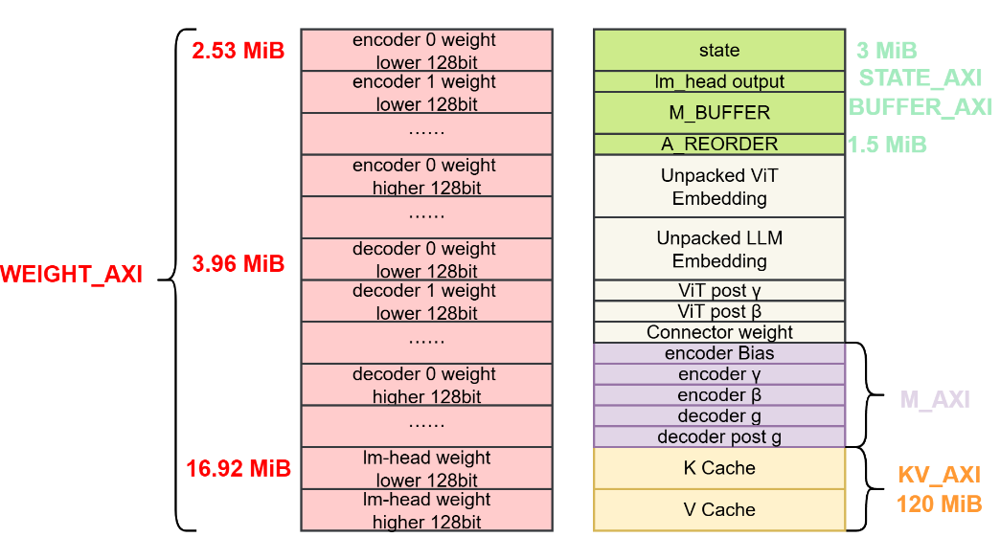 WEIGHT_AXI
2.53 MiB
3.96 MiB
16.92 MiB
encoder 0 weight
lower 128bit
encoder 1 weight
lower 128bit
......
encoder 0 weight
higher 128bit
......
decoder 0 weight
lower 128bit
decoder 1 weight
lower 128bit
......
decoder 0 weight
higher 128bit
......
lm-head weight
lower 128bit
lm-head weight
higher 128bit
state
lm_head output
M_BUFFER
A_REORDER
Unpacked ViT
Embedding
Unpacked LLM
Embedding
ViT post γ
ViT post β
Connector weight
encoder Bias
encoder γ
encoder β
decoder g
decoder post g
K Cache
V Cache
3 MiB
STATE_AXI
BUFFER_AXI
1.5 MiB
M_AXI
KV_AXI
120 MiB